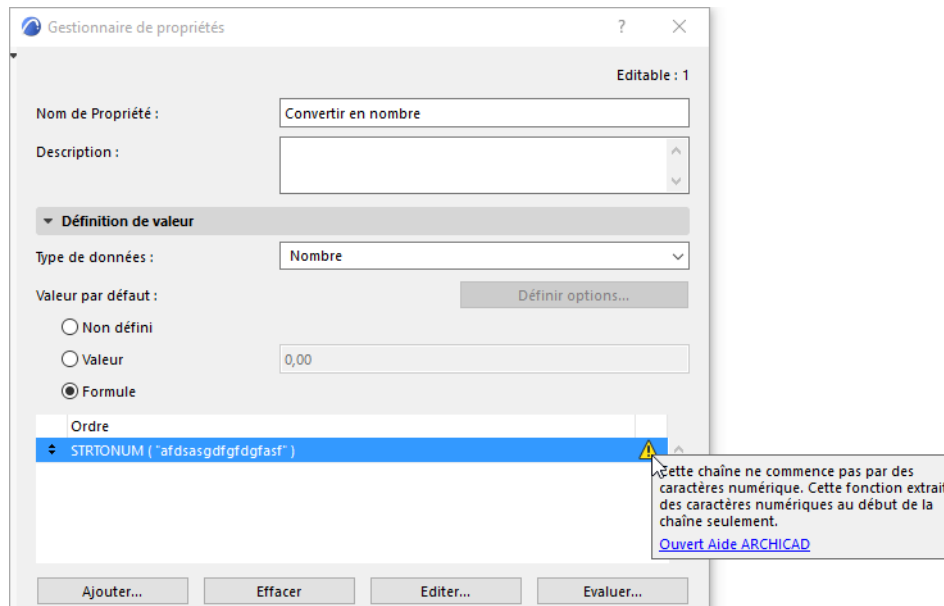 Gestionnaire de propriétés
?
Editable : 1
Nom de Propriété :
Convertir en nombre
Description :
Définition de valeur
Type de données :
Nombre
Valeur par défaut :
Définir options...
Non défini
Valeur
0,00
Formule
Ordre
STRTONUM ( "afdsasgdfgfdgfasf" )
Cette chaîne ne commence pas par des
caractères numérique. Cette fonction extrait
des caractères numériques au début de la
chaîne seulement.
Ouvert Aide ARCHICAD
Ajouter...
Effacer
Editer...
Evaluer...